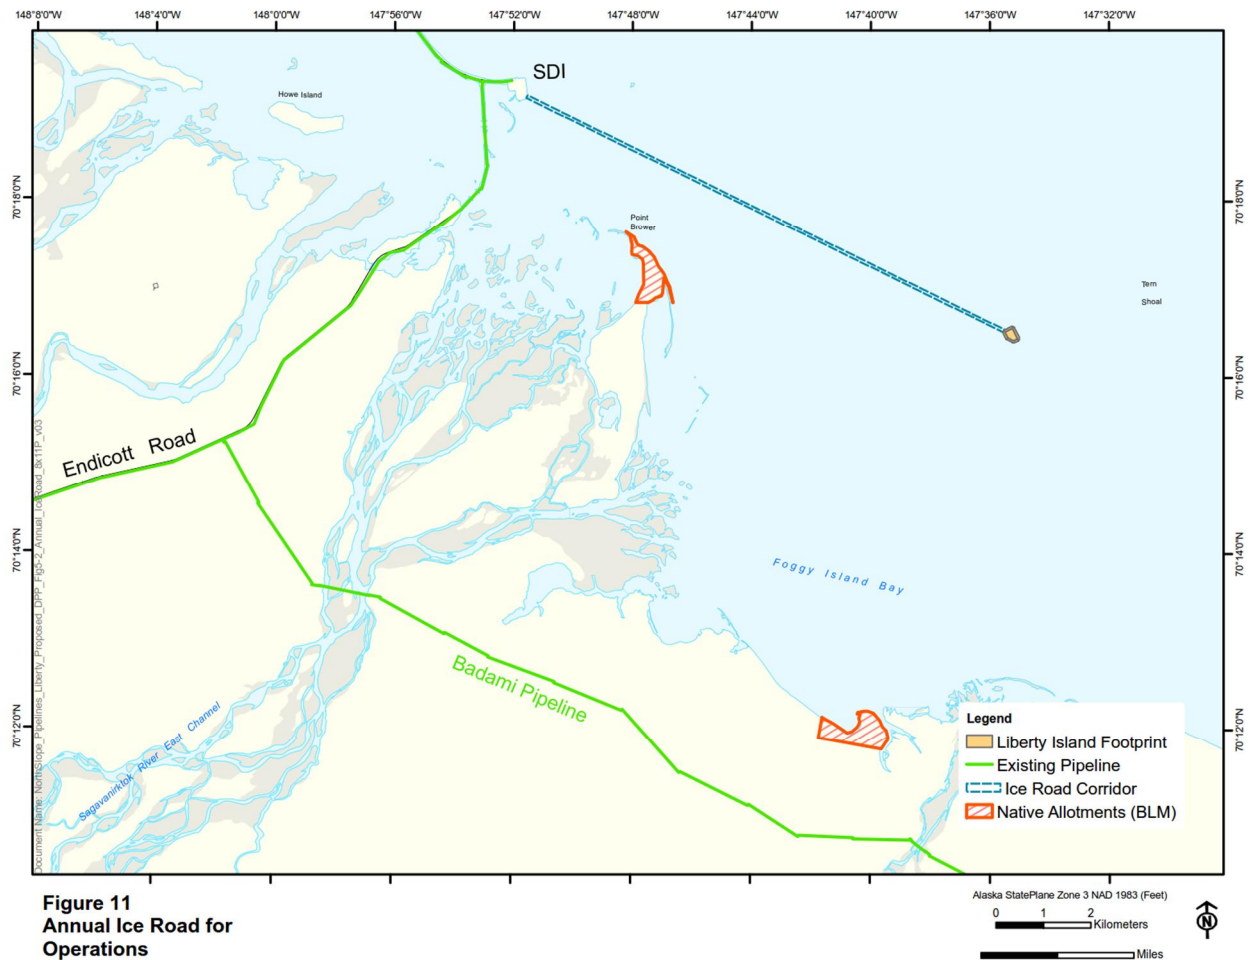 148°8'0"W 148°4'0"W 148°0'0"W 147°56'0"W 147°52'0"W 147°48'0"W 147°44'0"W 147°40'0"W 147°36'0"W 147°32'0"W
SDI
Howe Island
70°18'0"N
70°18'0"N
Point
Brower
Tern
Shoal
70°16'0"N
70°16'0"N
Endicott Road
70°14'0"N
70°14'0"N
Foggy Island Bay
Badami Pipeline
Sagavanirktok River East Channel
70°12'0"N
70°12'0"N
Document Name: NorthSlope_Pipelines_Liberty_Proposed_DPP_Fig5-2_Annual_IceRoad_8x11P_v03
Legend
Liberty Island Footprint
Existing Pipeline
Ice Road Corridor
Native Allotments (BLM)
Figure 11
Annual Ice Road for
Operations
Alaska StatePlane Zone 3 NAD 1983 (Feet)
0 1 2
Kilometers
Miles
N